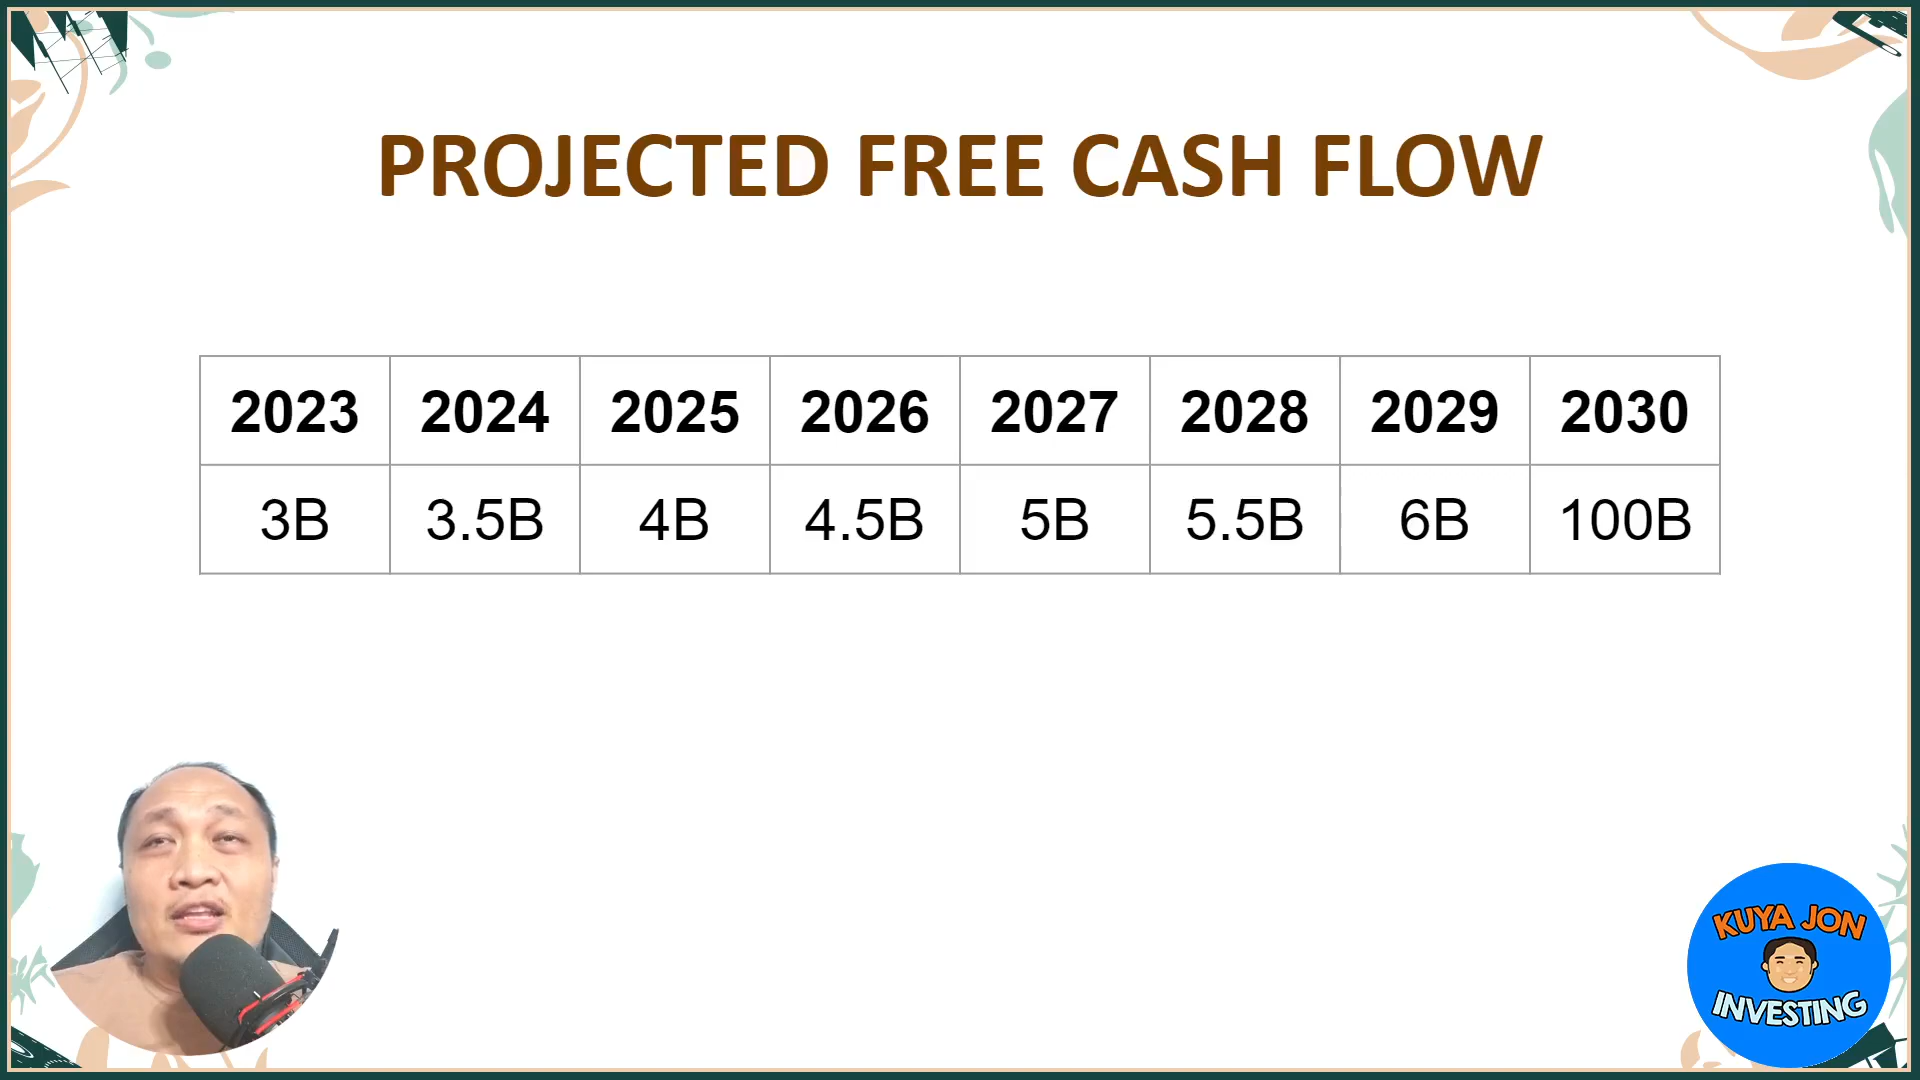 PROJECTED FREE CASH FLOW
2023 2024 2025 2026 2027 2028 2029 2030
3B 3.5B 4B 4.5B 5B 5.5B 6B 100B
KUYA JON
INVESTING